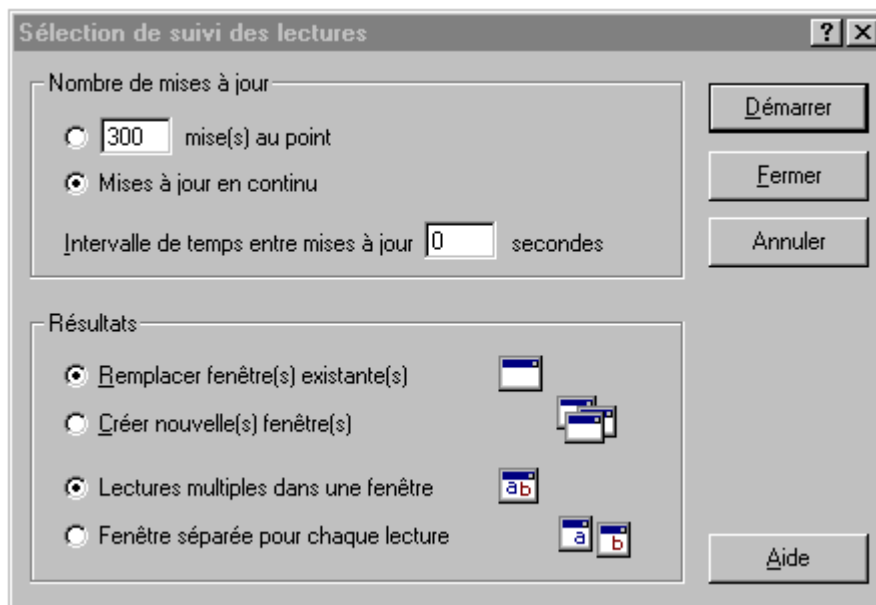 Sélection de suivi des lectures
Nombre de mises à jour
300 mise(s) au point
Mises à jour en continu
Intervalle de temps entre mises à jour 0 secondes
Démarrer
Fermer
Annuler
Résultats
Remplacer fenêtre(s) existante(s)
Créer nouvelle(s) fenêtre(s)
Lectures multiples dans une fenêtre
ab
Fenêtre séparée pour chaque lecture
a b
Aide